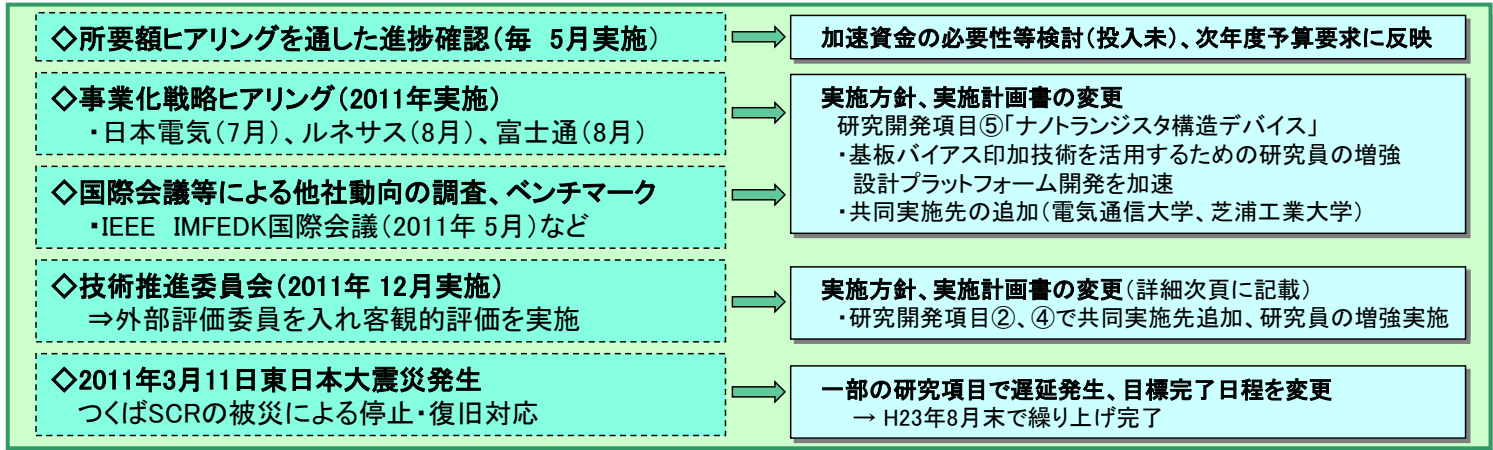 ◇所要額ヒアリングを通した進捗確認(毎 5月実施)
加速資金の必要性等検討(投入未)、次年度予算要求に反映
◇事業化戦略ヒアリング(2011年実施)
・日本電気(7月)、ルネサス(8月)、富士通(8月)
◇国際会議等による他社動向の調査、ベンチマーク
・IEEE IMFEDK国際会議(2011年 5月)など
実施方針、実施計画書の変更
研究開発項目⑤「ナノトランジスタ構造デバイス」
・基板バイアス印加技術を活用するための研究員の増強
設計プラットフォーム開発を加速
・共同実施先の追加(電気通信大学、芝浦工業大学)
◇技術推進委員会(2011年 12月実施)
⇒外部評価委員を入れ客観的評価を実施
実施方針、実施計画書の変更(詳細次頁に記載)
・研究開発項目②、④で共同実施先追加、研究員の増強実施
◇2011年3月11日東日本大震災発生
つくばSCRの被災による停止・復旧対応
一部の研究項目で遅延発生、目標完了日程を変更
→ H23年8月末で繰り上げ完了